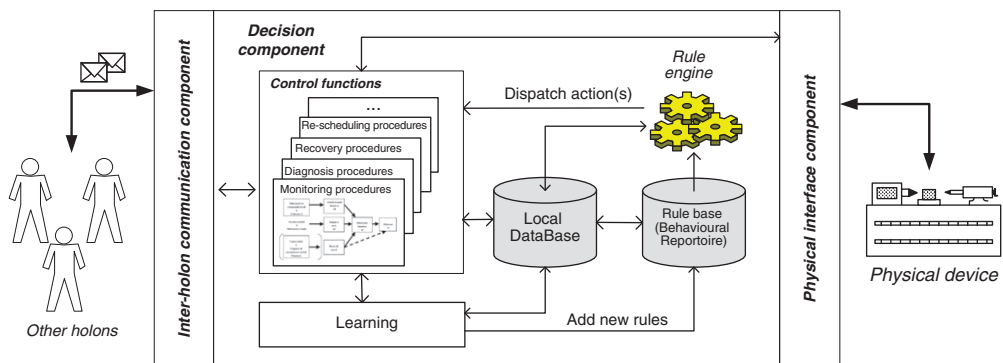 Other holons
Inter-holon communication component
Decision
component
Control functions
...
Re-scheduling procedures
Recovery procedures
Diagnosis procedures
Monitoring procedures
Dispatch action(s)
Rule
engine
Local
DataBase
Rule base
(Behavioural
Repertoire)
Learning
Add new rules
Physical interface component
Physical device